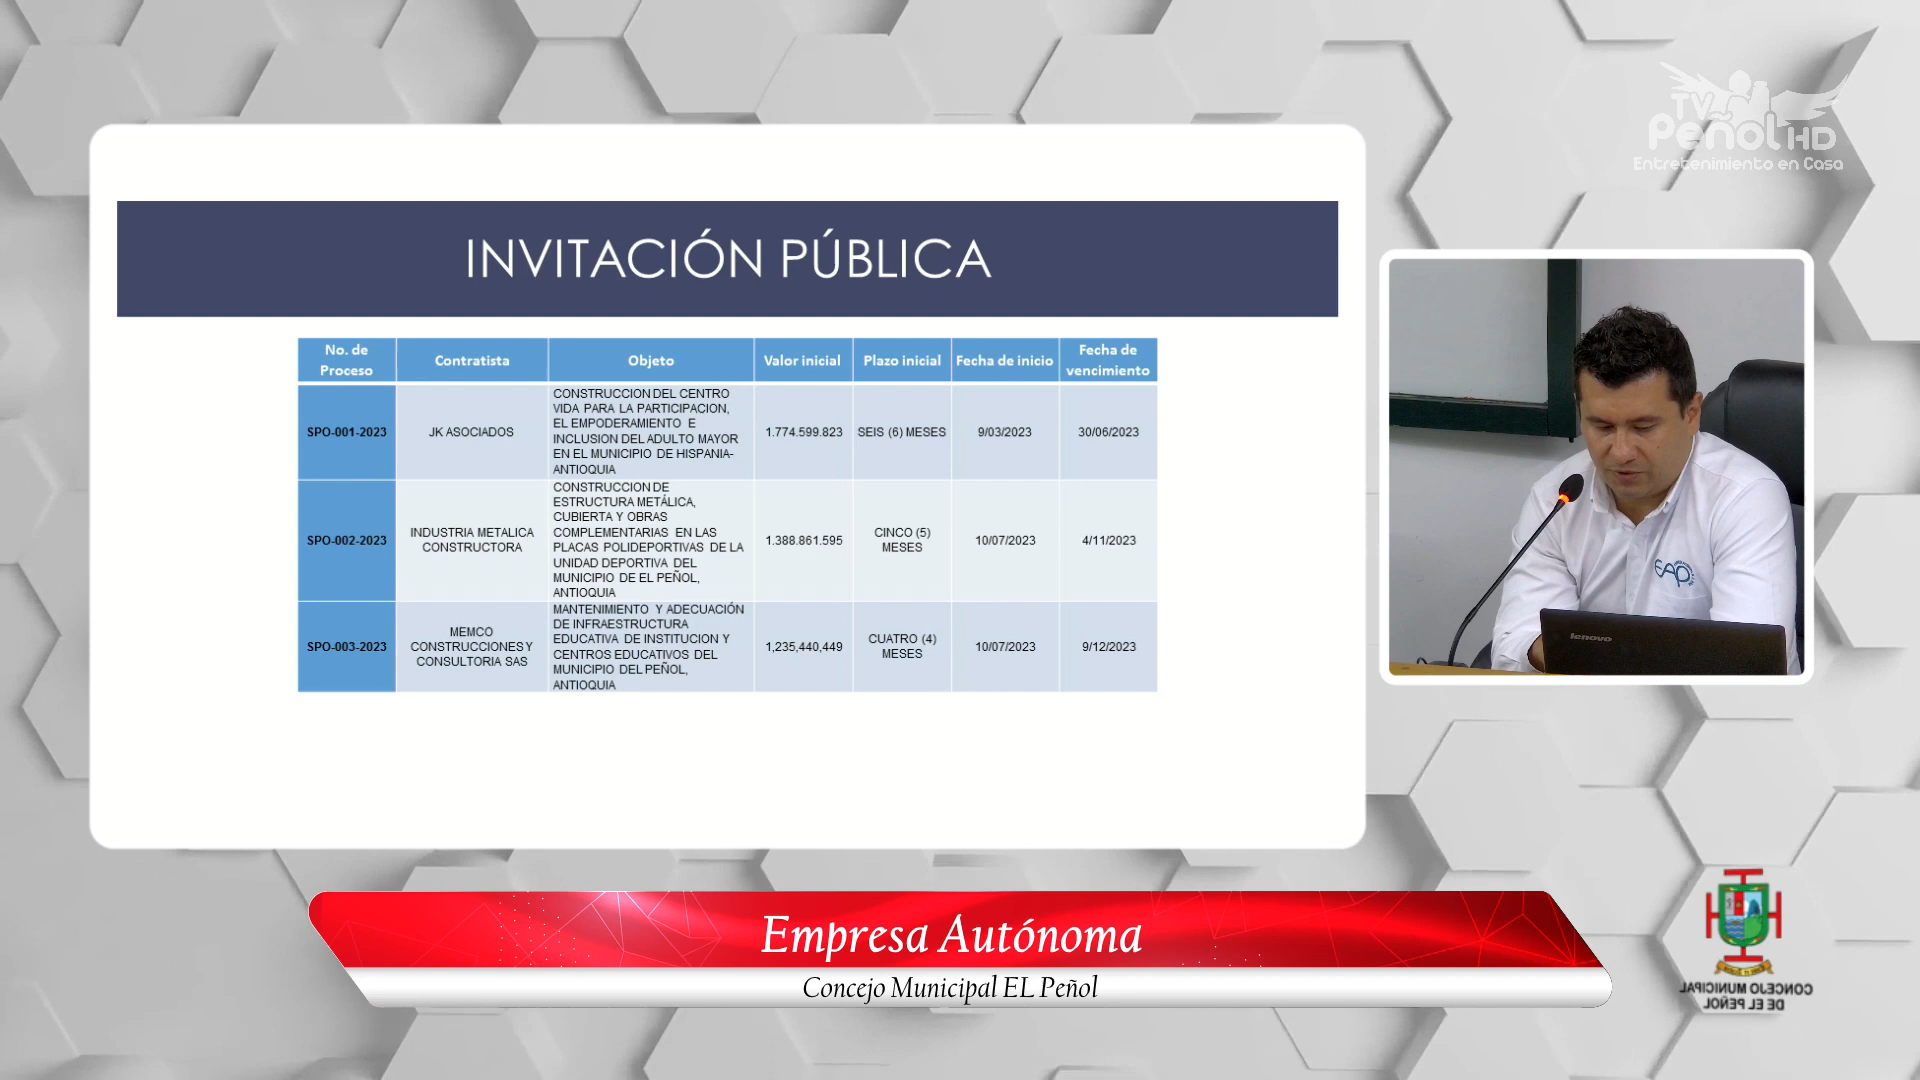 TV
Peñol HD
Entretenimiento en Casa
INVITACIÓN PÚBLICA
No. de
Proceso
Contratista
Objeto
Valor inicial
Plazo inicial
Fecha de inicio
Fecha de
vencimiento
SPO-001-2023
JK ASOCIADOS
CONSTRUCCION DEL CENTRO
VIDA PARA LA PARTICIPACION,
EL EMPODERAMIENTO E
INCLUSION DEL ADULTO MAYOR
EN EL MUNICIPIO DE HISPANIA-
ANTIOQUIA
1.774.599.823
SEIS (6) MESES
9/03/2023
30/06/2023
SPO-002-2023
INDUSTRIA METALICA
CONSTRUCTORA
CONSTRUCCION DE
ESTRUCTURA METÁLICA,
CUBIERTA Y OBRAS
COMPLEMENTARIAS EN LAS
PLACAS POLIDEPORTIVAS DE LA
UNIDAD DEPORTIVA DEL
MUNICIPIO DE EL PEÑOL,
ANTIOQUIA
1.388.861.595
CINCO (5)
MESES
10/07/2023
4/11/2023
SPO-003-2023
MEMCO
CONSTRUCCIONES Y
CONSULTORIA SAS
MANTENIMIENTO Y ADECUACIÓN
DE INFRAESTRUCTURA
EDUCATIVA DE INSTITUCION Y
CENTROS EDUCATIVOS DEL
MUNICIPIO DEL PEÑOL,
ANTIOQUIA
1,235,440,449
CUATRO (4)
MESES
10/07/2023
9/12/2023
EAP
lenovo
Empresa Autónoma
Concejo Municipal EL Peñol
CONCEJO MUNICIPAL
DE EL PEÑOL